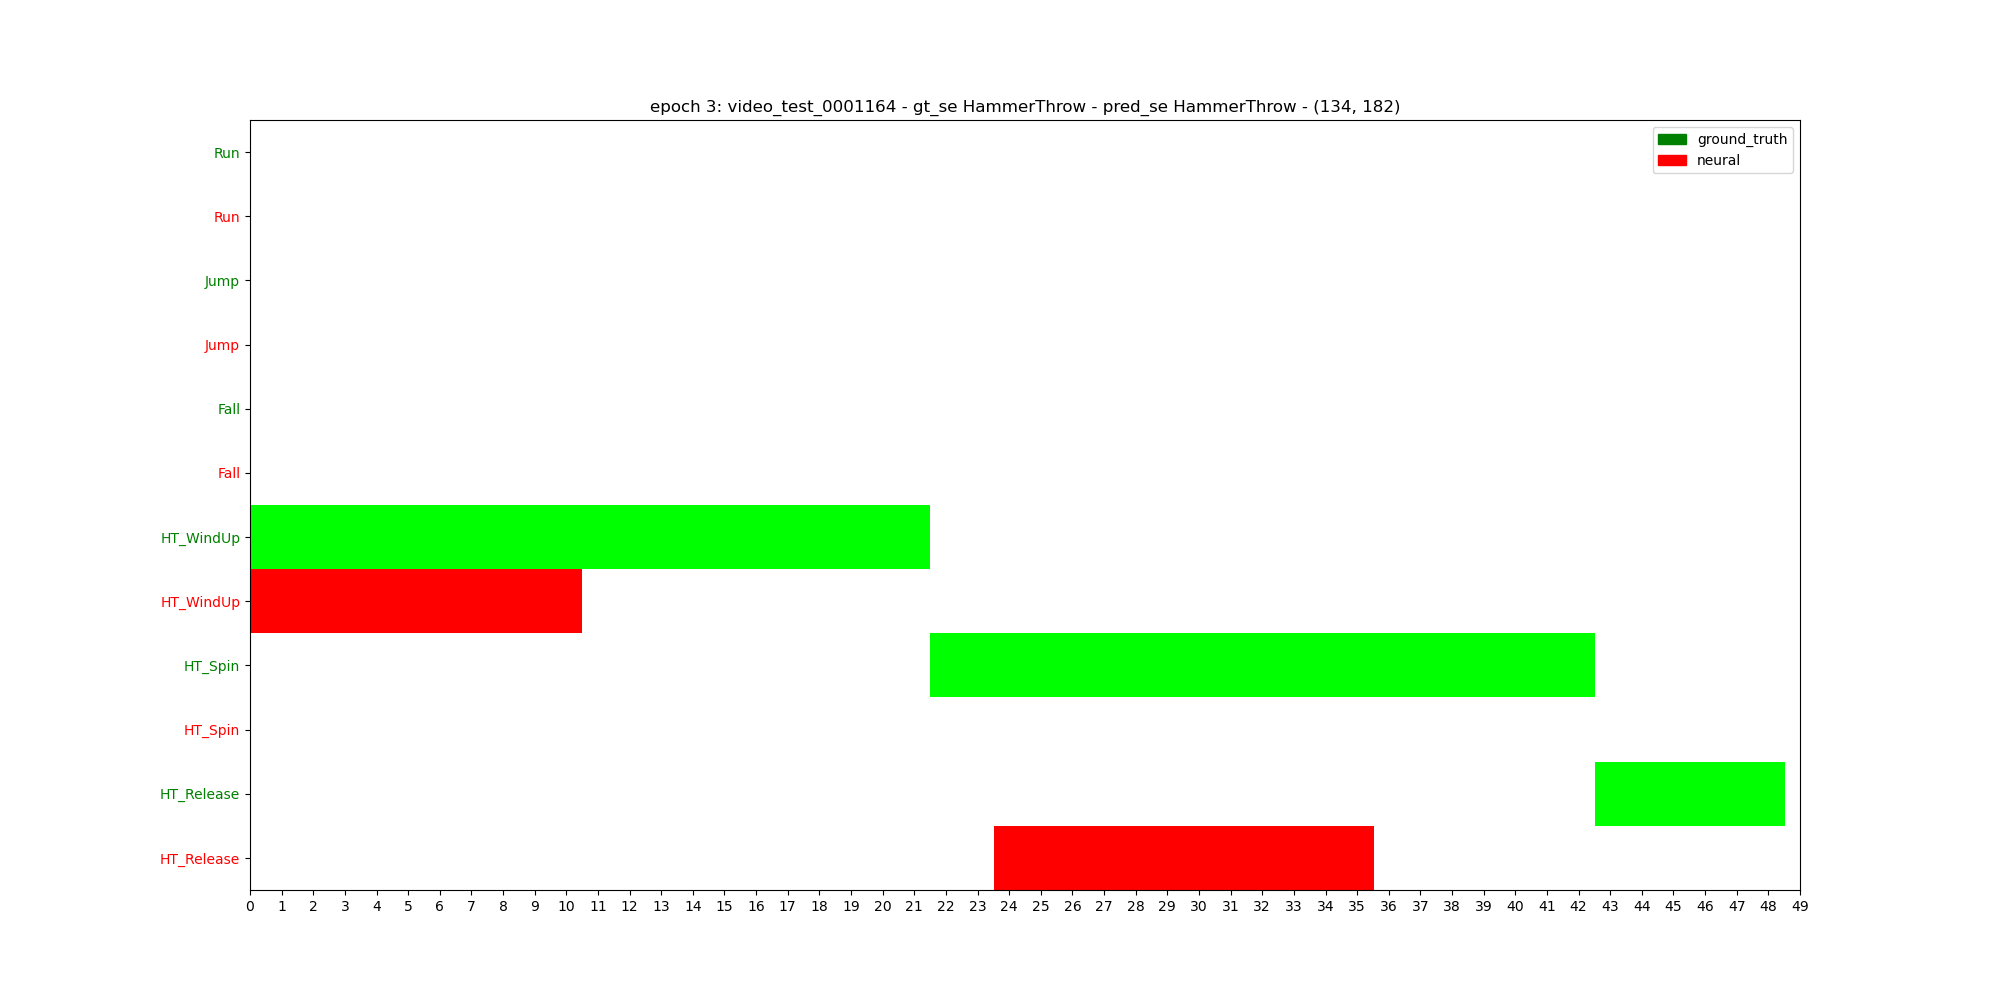 epoch 3: video_test_0001164 - gt_se HammerThrow - pred_se HammerThrow - (134, 182)
ground_truth
neural
Run
Run
Jump
Jump
Fall
Fall
HT_WindUp
HT_WindUp
HT_Spin
HT_Spin
HT_Release
HT_Release
0 1 2 3 4 5 6 7 8 9 10 11 12 13 14 15 16 17 18 19 20 21 22 23 24 25 26 27 28 29 30 31 32 33 34 35 36 37 38 39 40 41 42 43 44 45 46 47 48 49